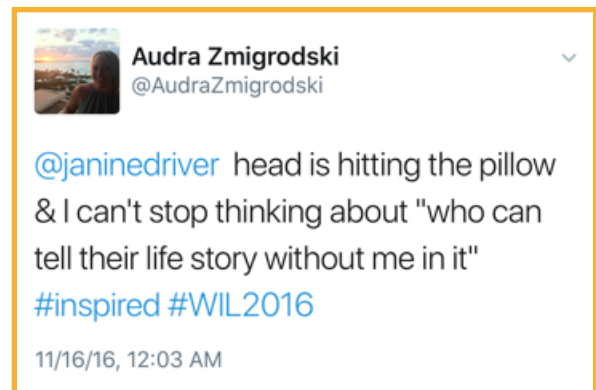 Audra Zmigrodski
@AudraZmigrodski
@janinedriver head is hitting the pillow
& I can't stop thinking about "who can
tell their life story without me in it"
#inspired #WIL2016
11/16/16, 12:03 AM